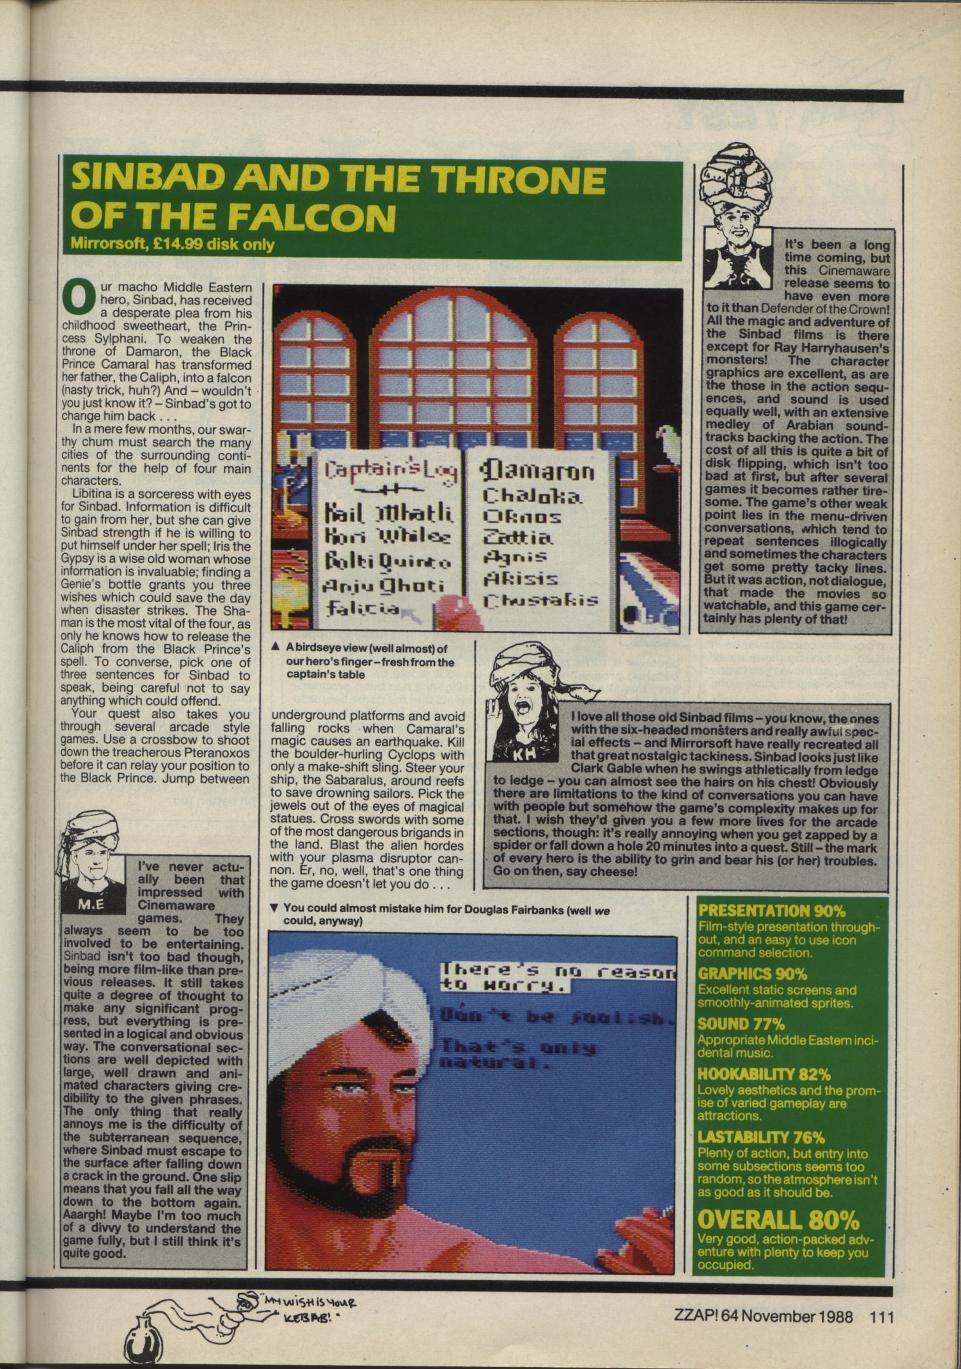 SINBAD AND THE THRONE
OF THE FALCON
Mirrorsoft, £14.99 disk only
Our macho Middle Eastern
hero, Sinbad, has received
a desperate plea from his
childhood sweetheart, the Prin-
cess Sylphani. To weaken the
throne of Damaron, the Black
Prince Camaral has transformed
her father, the Caliph, into a falcon
(nasty trick, huh?) And – wouldn't
you just know it? – Sinbad's got to
change him back . . .
In a mere few months, our swar-
thy chum must search the many
cities of the surrounding conti-
nents for the help of four main
characters.
Libitina is a sorceress with eyes
for Sinbad. Information is difficult
to gain from her, but she can give
Sinbad strength if he is willing to
put himself under her spell; Iris the
Gypsy is a wise old woman whose
information is invaluable; finding a
Genie's bottle grants you three
wishes which could save the day
when disaster strikes. The Sha-
man is the most vital of the four, as
only he knows how to release the
Caliph from the Black Prince's
spell. To converse, pick one of
three sentences for Sinbad to
speak, being careful not to say
anything which could offend.
Your quest also takes you
through several arcade style
games. Use a crossbow to shoot
down the treacherous Pteranoxos
before it can relay your position to
the Black Prince. Jump between
M.E
I've never actu-
ally been that
impressed with
Cinemaware
games. They
always seem to be too
involved to be entertaining.
Sinbad isn't too bad though,
being more film-like than pre-
vious releases. It still takes
quite a degree of thought to
make any significant prog-
ress, but everything is pre-
sented in a logical and obvious
way. The conversational sec-
tions are well depicted with
large, well drawn and ani-
mated characters giving cre-
dibility to the given phrases.
The only thing that really
annoys me is the difficulty of
the subterranean sequence,
where Sinbad must escape to
the surface after falling down
a crack in the ground. One slip
means that you fall all the way
down to the bottom again.
Aaargh! Maybe I'm too much
of a divvy to understand the
game fully, but I still think it's
quite good.
Captain's Log
Rail Mhatli
Rori Whilee
Bolti Quinto
Anju Ghoti
Falicia
Damaron
Chaloka
Oknos
Zattia
Agnis
Akisis
Chustakis
▲ A birdseye view (well almost) of
our hero's finger – fresh from the
captain's table
underground platforms and avoid
falling rocks when Camaral's
magic causes an earthquake. Kill
the boulder-hurling Cyclops with
only a make-shift sling. Steer your
ship, the Sabaralus, around reefs
to save drowning sailors. Pick the
jewels out of the eyes of magical
statues. Cross swords with some
of the most dangerous brigands in
the land. Blast the alien hordes
with your plasma disruptor can-
non. Er, no, well, that's one thing
the game doesn't let you do . . .
▼ You could almost mistake him for Douglas Fairbanks (well we
could, anyway)
There's no reason
to worry.
Don't be foolish.
That's only
natural.
It's been a long
time coming, but
this Cinemaware
release seems to
have even more
to it than Defender of the Crown!
All the magic and adventure of
the Sinbad films is there
except for Ray Harryhausen's
monsters! The character
graphics are excellent, as are
the those in the action sequ-
ences, and sound is used
equally well, with an extensive
medley of Arabian sound-
tracks backing the action. The
cost of all this is quite a bit of
disk flipping, which isn't too
bad at first, but after several
games it becomes rather tire-
some. The game's other weak
point lies in the menu-driven
conversations, which tend to
repeat sentences illogically
and sometimes the characters
get some pretty tacky lines.
But it was action, not dialogue,
that made the movies so
watchable, and this game cer-
tainly has plenty of that!
KH
I love all those old Sinbad films – you know, the ones
with the six-headed monsters and really awful spec-
ial effects – and Mirrorsoft have really recreated all
that great nostalgic tackiness. Sinbad looks just like
Clark Gable when he swings athletically from ledge
to ledge – you can almost see the hairs on his chest! Obviously
there are limitations to the kind of conversations you can have
with people but somehow the game's complexity makes up for
that. I wish they'd given you a few more lives for the arcade
sections, though: it's really annoying when you get zapped by a
spider or fall down a hole 20 minutes into a quest. Still – the mark
of every hero is the ability to grin and bear his (or her) troubles.
Go on then, say cheese!
PRESENTATION 90%
Film-style presentation through-
out, and an easy to use icon
command selection.
GRAPHICS 90%
Excellent static screens and
smoothly-animated sprites.
SOUND 77%
Appropriate Middle Eastern inci-
dental music.
HOOKABILITY 82%
Lovely aesthetics and the prom-
ise of varied gameplay are
attractions.
LASTABILITY 76%
Plenty of action, but entry into
some subsections seems too
random, so the atmosphere isn't
as good as it should be.
OVERALL 80%
Very good, action-packed adv-
enture with plenty to keep you
occupied.
"MY WISH IS YOUR
KEBAB!"
ZZAP! 64 November 1988 111